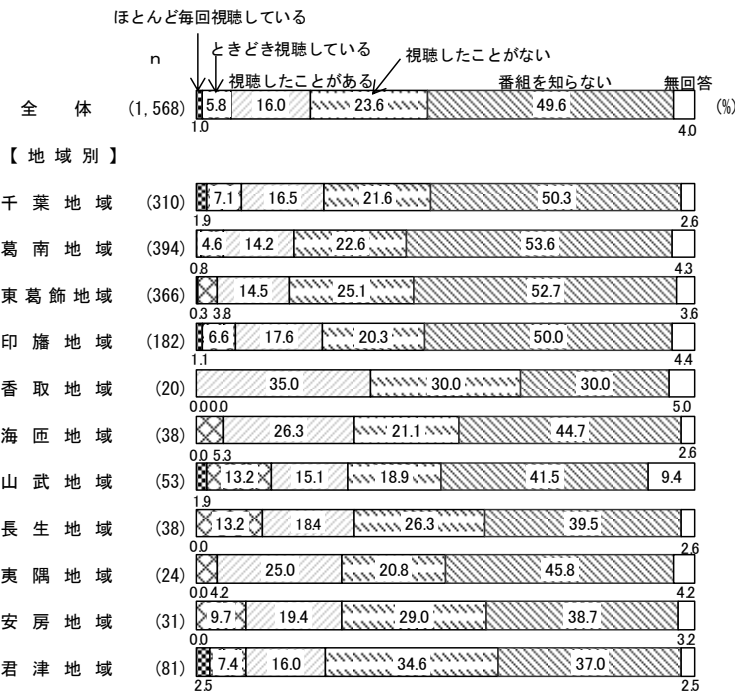 ほとんど毎回視聴している
n ときどき視聴している 視聴したことがない
視聴したことがある 番組を知らない 無回答
全体 (1,568) 5.8 16.0 23.6 49.6 (%)
1.0 4.0
【地域別】
千葉地域 (310) 7.1 16.5 21.6 50.3
1.9 2.6
葛南地域 (394) 4.6 14.2 22.6 53.6
0.8 4.3
東葛飾地域 (366) 14.5 25.1 52.7
0.3 3.8 3.6
印旛地域 (182) 6.6 17.6 20.3 50.0
1.1 4.4
香取地域 (20) 35.0 30.0 30.0
0.0 0.0 5.0
海匝地域 (38) 26.3 21.1 44.7
0.0 5.3 2.6
山武地域 (53) 13.2 15.1 18.9 41.5 9.4
1.9
長生地域 (38) 13.2 18.4 26.3 39.5
0.0 2.6
夷隅地域 (24) 25.0 20.8 45.8
0.0 4.2 4.2
安房地域 (31) 9.7 19.4 29.0 38.7
0.0 3.2
君津地域 (81) 7.4 16.0 34.6 37.0
2.5 2.5